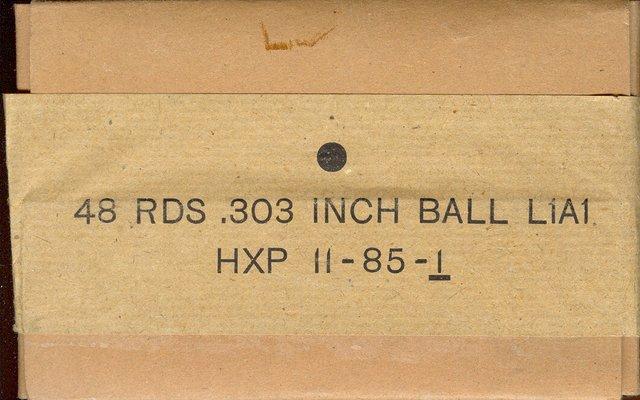 48 RDS .303 INCH BALL L1A1
HXP 11-85-1